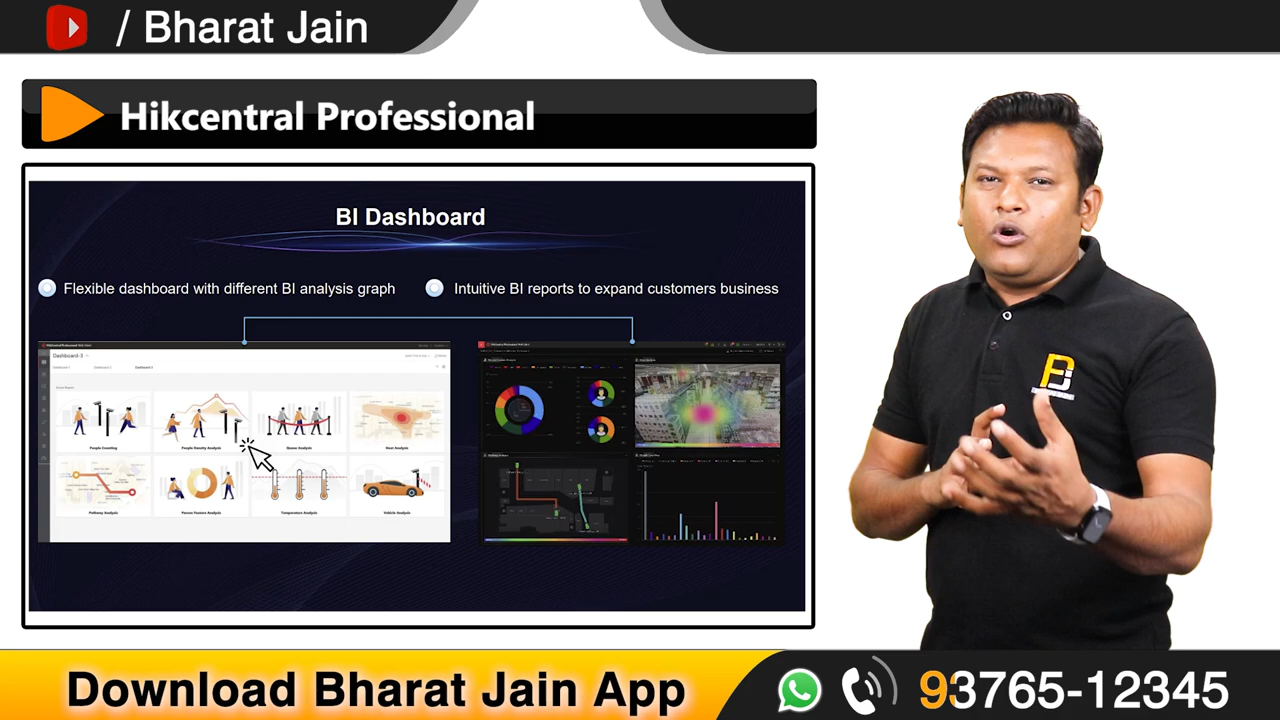 / Bharat Jain
Hikcentral Professional
BI Dashboard
Flexible dashboard with different BI analysis graph
Intuitive BI reports to expand customers business
Dashboard-3
People Counting
People Density Analysis
Queue Analysis
Heat Analysis
Pathway Analysis
Person Feature Analysis
Temperature Analysis
Vehicle Analysis
Download Bharat Jain App
93765-12345